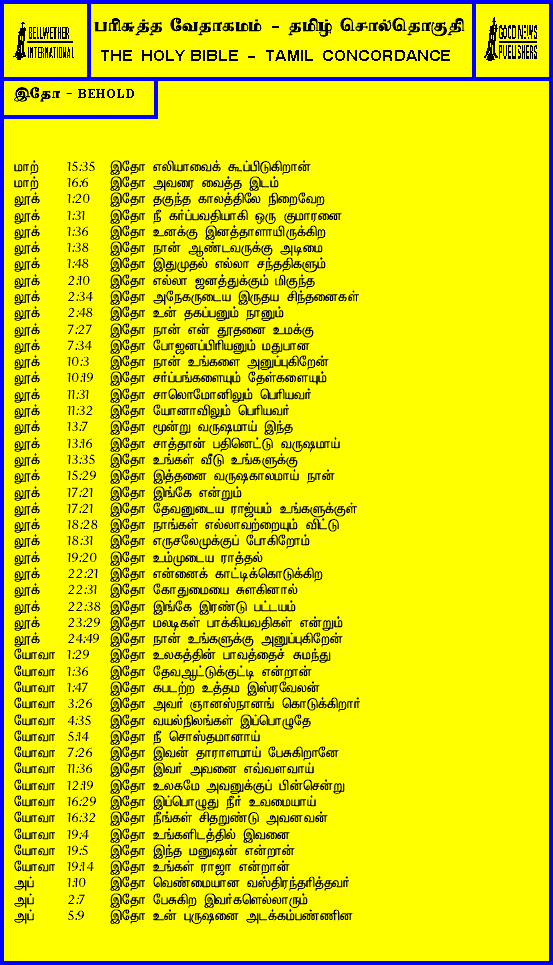 BELLWETHER INTERNATIONAL
பரிசுத்த வேதாகமம் - தமிழ் சொல்தொகுதி
THE HOLY BIBLE - TAMIL CONCORDANCE
GOOD NEWS PUBLISHERS
இதோ - BEHOLD
மாற் 15:35 இதோ எலியாவைக் கூப்பிடுகிறான்
மாற் 16:6 இதோ அவரை வைத்த இடம்
லூக் 1:20 இதோ தகுந்த காலத்திலே நிறைவேற
லூக் 1:31 இதோ நீ கர்ப்பவதியாகி ஒரு குமாரனை
லூக் 1:36 இதோ உனக்கு இனத்தாளாயிருக்கிற
லூக் 1:38 இதோ நான் ஆண்டவருக்கு அடிமை
லூக் 1:48 இதோ இதுமுதல் எல்லா சந்ததிகளும்
லூக் 2:10 இதோ எல்லா ஜனத்துக்கும் மிகுந்த
லூக் 2:34 இதோ அநேகருடைய இருதய சிந்தனைகள்
லூக் 2:48 இதோ உன் தகப்பனும் நானும்
லூக் 7:27 இதோ நான் என் தூதனை உமக்கு
லூக் 7:34 இதோ போஜனப்பிரியனும் மதுபான
லூக் 10:3 இதோ நான் உங்களை அனுப்புகிறேன்
லூக் 10:19 இதோ சர்ப்பங்களையும் தேள்களையும்
லூக் 11:31 இதோ சாலொமோனிலும் பெரியவர்
லூக் 11:32 இதோ யோனாவிலும் பெரியவர்
லூக் 13:7 இதோ மூன்று வருஷமாய் இந்த
லூக் 13:16 இதோ சாத்தான் பதினெட்டு வருஷமாய்
லூக் 13:35 இதோ உங்கள் வீடு உங்களுக்கு
லூக் 15:29 இதோ இத்தனை வருஷகாலமாய் நான்
லூக் 17:21 இதோ இங்கே என்றும்
லூக் 17:21 இதோ தேவனுடைய ராஜ்யம் உங்களுக்குள்
லூக் 18:28 இதோ நாங்கள் எல்லாவற்றையும் விட்டு
லூக் 18:31 இதோ எருசலேமுக்குப் போகிறோம்
லூக் 19:20 இதோ உம்முடைய ராத்தல்
லூக் 22:21 இதோ என்னைக் காட்டிக்கொடுக்கிற
லூக் 22:31 இதோ கோதுமையை சுளகினால்
லூக் 22:38 இதோ இங்கே இரண்டு பட்டயம்
லூக் 23:29 இதோ மலடிகள் பாக்கியவதிகள் என்றும்
லூக் 24:49 இதோ நான் உங்களுக்கு அனுப்புகிறேன்
யோவா 1:29 இதோ உலகத்தின் பாவத்தைச் சுமந்து
யோவா 1:36 இதோ தேவஆட்டுக்குட்டி என்றான்
யோவா 1:47 இதோ கபடற்ற உத்தம இஸ்ரவேலன்
யோவா 3:26 இதோ அவர் ஞானஸ்நானங் கொடுக்கிறார்
யோவா 4:35 இதோ வயல்நிலங்கள் இப்பொழுதே
யோவா 5:14 இதோ நீ சொஸ்தமானாய்
யோவா 7:26 இதோ இவன் தாராளமாய் பேசுகிறானே
யோவா 11:36 இதோ இவர் அவனை எவ்வளவாய்
யோவா 12:19 இதோ உலகமே அவனுக்குப் பின்சென்று
யோவா 16:29 இதோ இப்பொழுது நீர் உவமையாய்
யோவா 16:32 இதோ நீங்கள் சிதறுண்டு அவனவன்
யோவா 19:4 இதோ உங்களிடத்தில் இவனை
யோவா 19:5 இதோ இந்த மனுஷன் என்றான்
யோவா 19:14 இதோ உங்கள் ராஜா என்றான்
அப் 1:10 இதோ வெண்மையான வஸ்திரந்தரித்தவர்
அப் 2:7 இதோ பேசுகிற இவர்களெல்லாரும்
அப் 5:9 இதோ உன் புருஷனை அடக்கம்பண்ணின